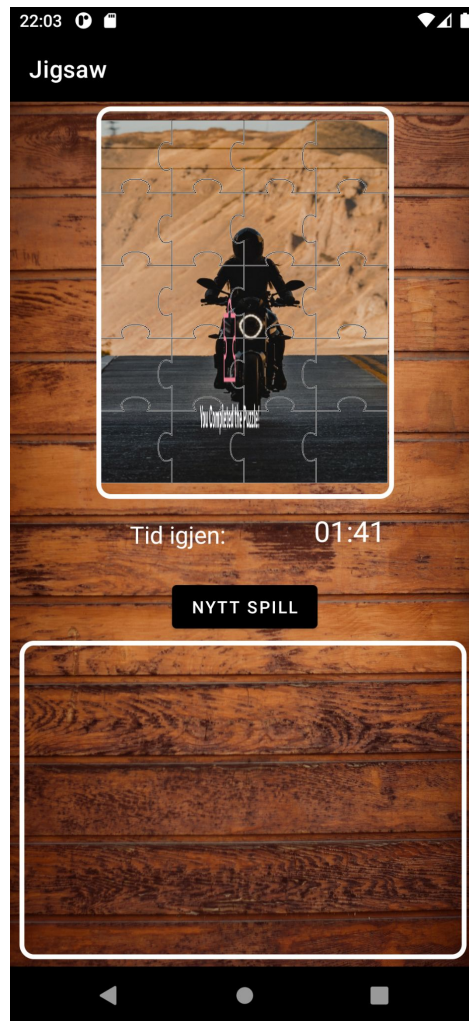 22:03
Jigsaw
You Completed the Puzzle!
Tid igjen: 01:41
NYTT SPILL